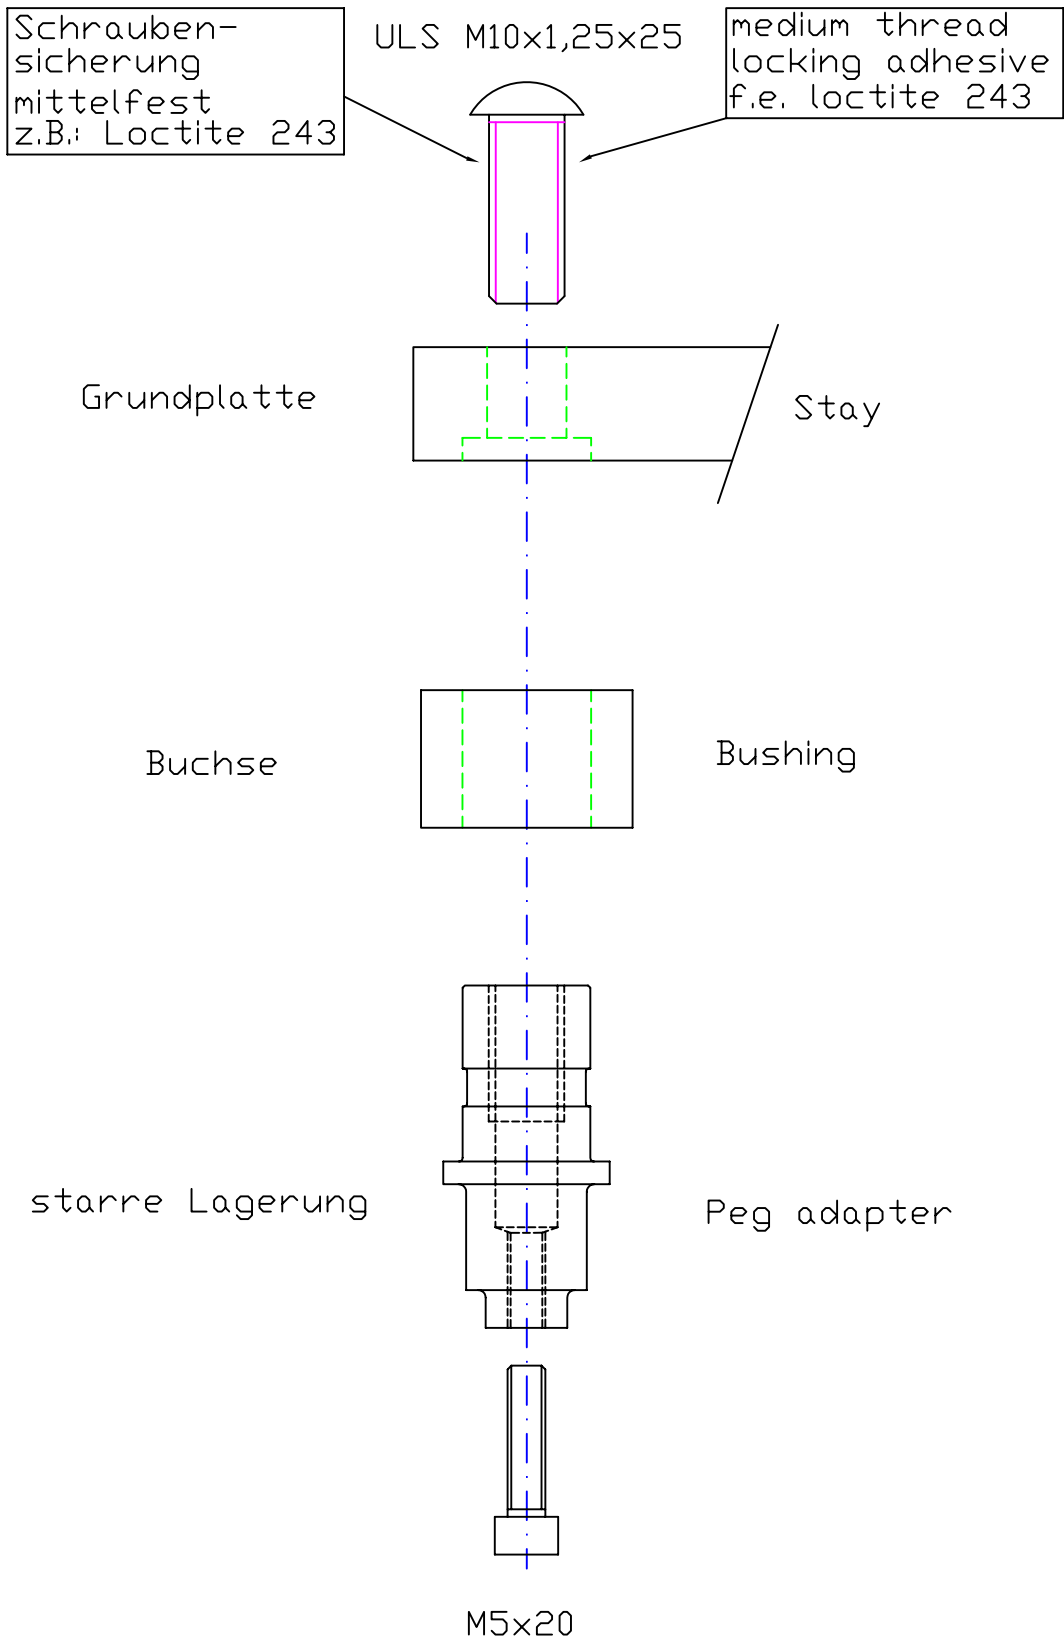 Schrauben-
sicherung
mittelfest
z.B.: Loctite 243
ULS M10x1,25x25
medium thread
locking adhesive
f.e. loctite 243
Grundplatte
Stay
Buchse
Bushing
starre Lagerung
Peg adapter
M5x20